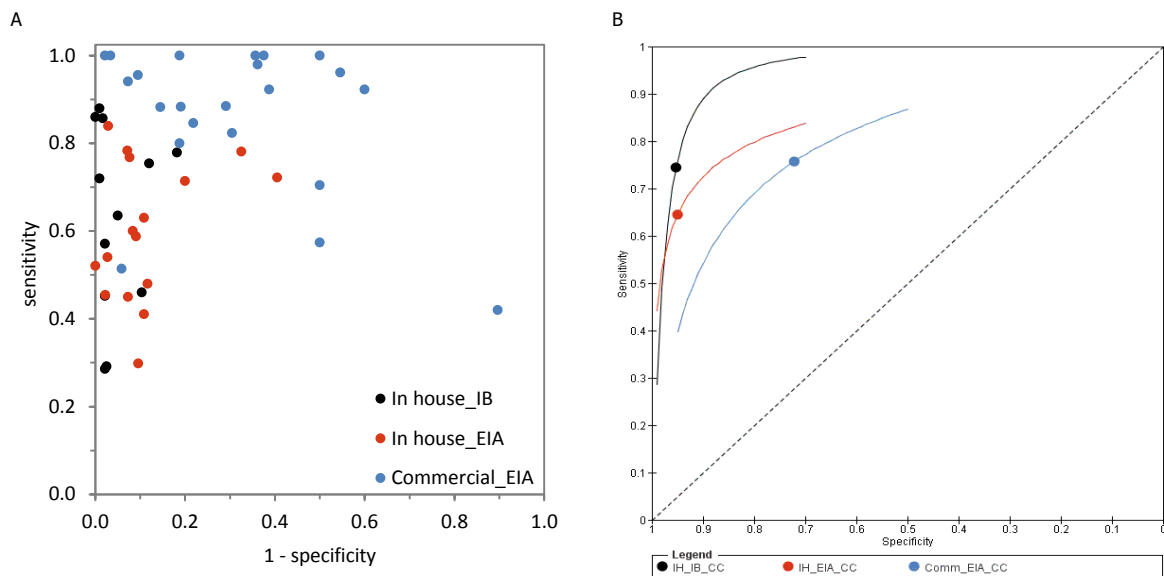 A
1.0
0.8
0.6
0.4
0.2
0.0
sensitivity
0.0 0.2 0.4 0.6 0.8 1.0
1 - specificity
In house_IB
In house_EIA
Commercial_EIA
B
1
0.9
0.8
0.7
0.6
0.5
0.4
0.3
0.2
0.1
0
Sensitivity
1 0.9 0.8 0.7 0.6 0.5 0.4 0.3 0.2 0.1 0
Specificity
Legend
IH_IB_CC IH_EIA_CC Comm_EIA_CC